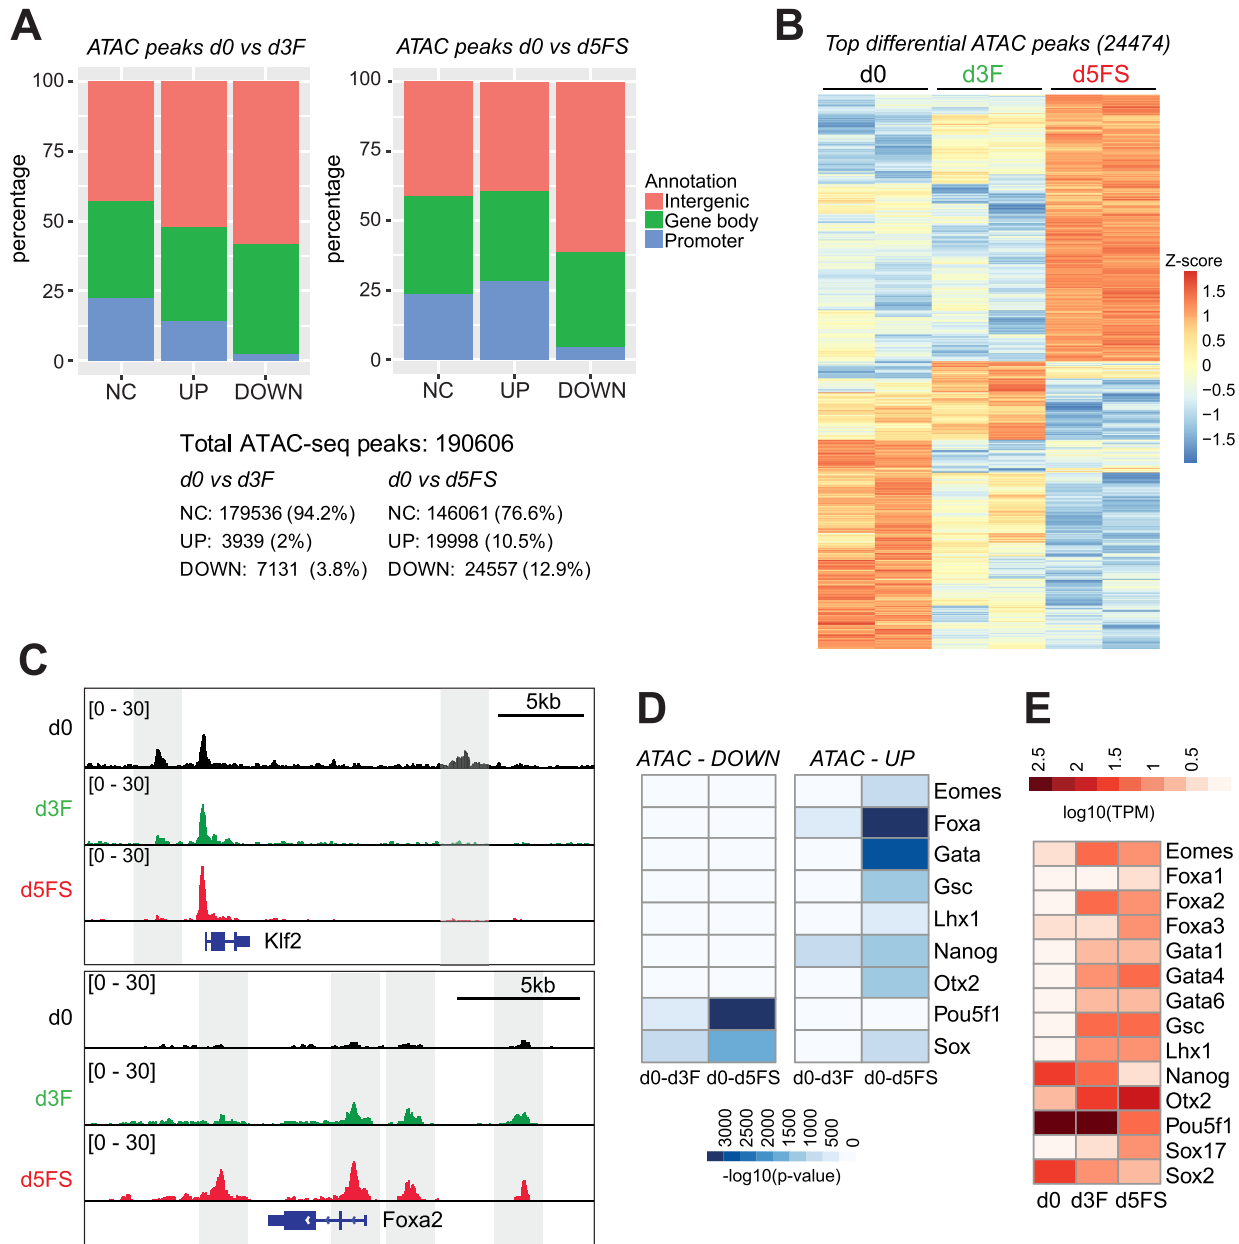 A
ATAC peaks d0 vs d3F
ATAC peaks d0 vs d5FS
percentage
100
75
50
25
0
NC UP DOWN
percentage
100
75
50
25
0
NC UP DOWN
Annotation
Intergenic
Gene body
Promoter
Total ATAC-seq peaks: 190606
d0 vs d3F
NC: 179536 (94.2%)
UP: 3939 (2%)
DOWN: 7131 (3.8%)
d0 vs d5FS
NC: 146061 (76.6%)
UP: 19998 (10.5%)
DOWN: 24557 (12.9%)
B
Top differential ATAC peaks (24474)
d0 d3F d5FS
Z-score
1.5
1
0.5
0
−0.5
−1
−1.5
C
d0
[0 - 30]
5kb
d3F
[0 - 30]
d5FS
[0 - 30]
Klf2
d0
[0 - 30]
5kb
d3F
[0 - 30]
d5FS
[0 - 30]
Foxa2
D
ATAC - DOWN
ATAC - UP
Eomes
Foxa
Gata
Gsc
Lhx1
Nanog
Otx2
Pou5f1
Sox
d0-d3F d0-d5FS
d0-d3F d0-d5FS
3000
2500
2000
1500
1000
500
0
-log10(p-value)
E
2.5
2
1.5
1
0.5
log10(TPM)
Eomes
Foxa1
Foxa2
Foxa3
Gata1
Gata4
Gata6
Gsc
Lhx1
Nanog
Otx2
Pou5f1
Sox17
Sox2
d0 d3F d5FS